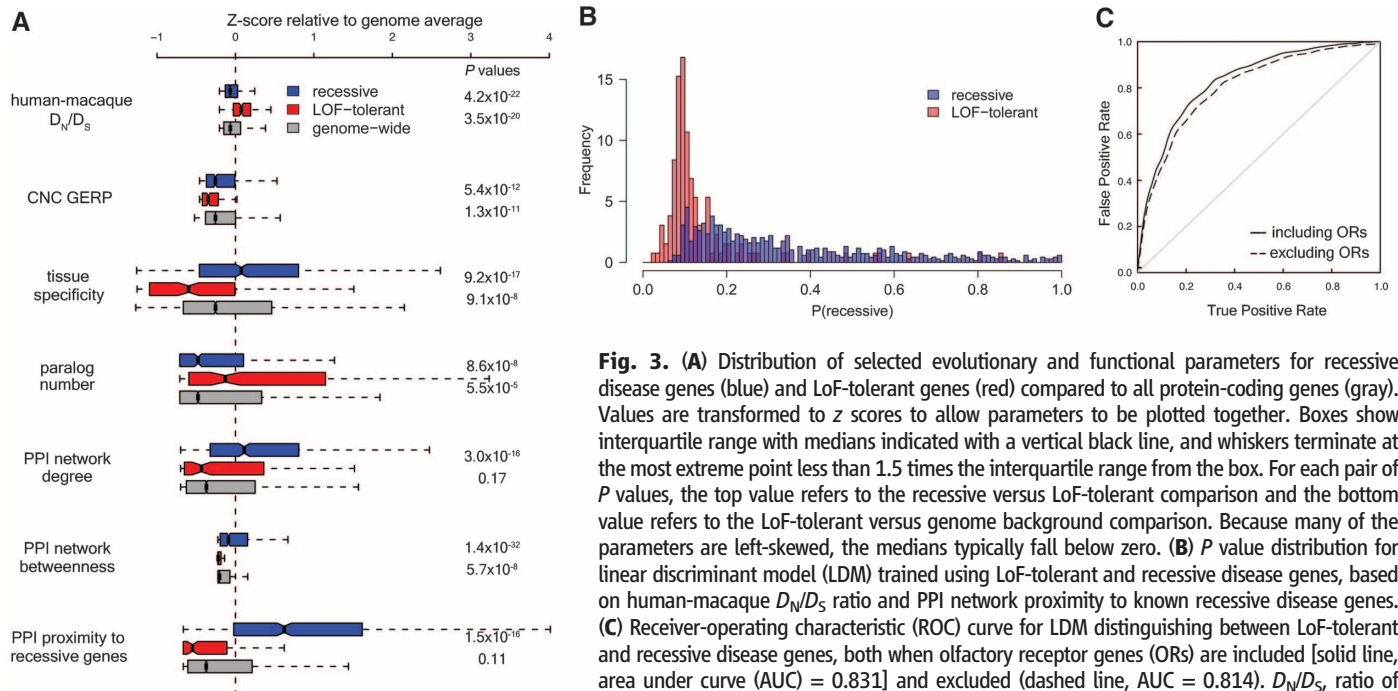 A
Z-score relative to genome average
−1 0 1 2 3 4
P values
recessive
LOF-tolerant
genome-wide
human-macaque
DN/DS
4.2x10-22
3.5x10-20
CNC GERP
5.4x10-12
1.3x10-11
tissue
specificity
9.2x10-17
9.1x10-8
paralog
number
8.6x10-8
5.5x10-5
PPI network
degree
3.0x10-16
0.17
PPI network
betweenness
1.4x10-32
5.7x10-8
PPI proximity to
recessive genes
1.5x10-16
0.11
B
recessive
LOF-tolerant
Frequency
15
10
5
0
0.0 0.2 0.4 0.6 0.8 1.0
P(recessive)
C
False Positive Rate
1.0
0.8
0.6
0.4
0.2
0.0
including ORs
excluding ORs
0.0 0.2 0.4 0.6 0.8 1.0
True Positive Rate
Fig. 3. (A) Distribution of selected evolutionary and functional parameters for recessive
disease genes (blue) and LoF-tolerant genes (red) compared to all protein-coding genes (gray).
Values are transformed to z scores to allow parameters to be plotted together. Boxes show
interquartile range with medians indicated with a vertical black line, and whiskers terminate at
the most extreme point less than 1.5 times the interquartile range from the box. For each pair of
P values, the top value refers to the recessive versus LoF-tolerant comparison and the bottom
value refers to the LoF-tolerant versus genome background comparison. Because many of the
parameters are left-skewed, the medians typically fall below zero. (B) P value distribution for
linear discriminant model (LDM) trained using LoF-tolerant and recessive disease genes, based
on human-macaque DN/DS ratio and PPI network proximity to known recessive disease genes.
(C) Receiver-operating characteristic (ROC) curve for LDM distinguishing between LoF-tolerant
and recessive disease genes, both when olfactory receptor genes (ORs) are included [solid line,
area under curve (AUC) = 0.831] and excluded (dashed line, AUC = 0.814). DN/DS, ratio of